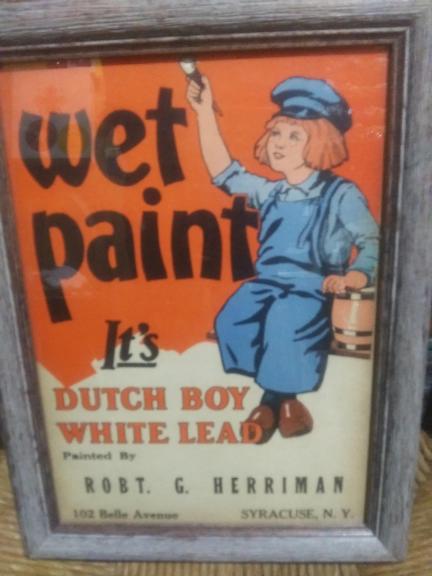 wet
paint
It's
DUTCH BOY
WHITE LEAD
Painted By
ROBT. G. HERRIMAN
102 Belle Avenue SYRACUSE, N. Y.